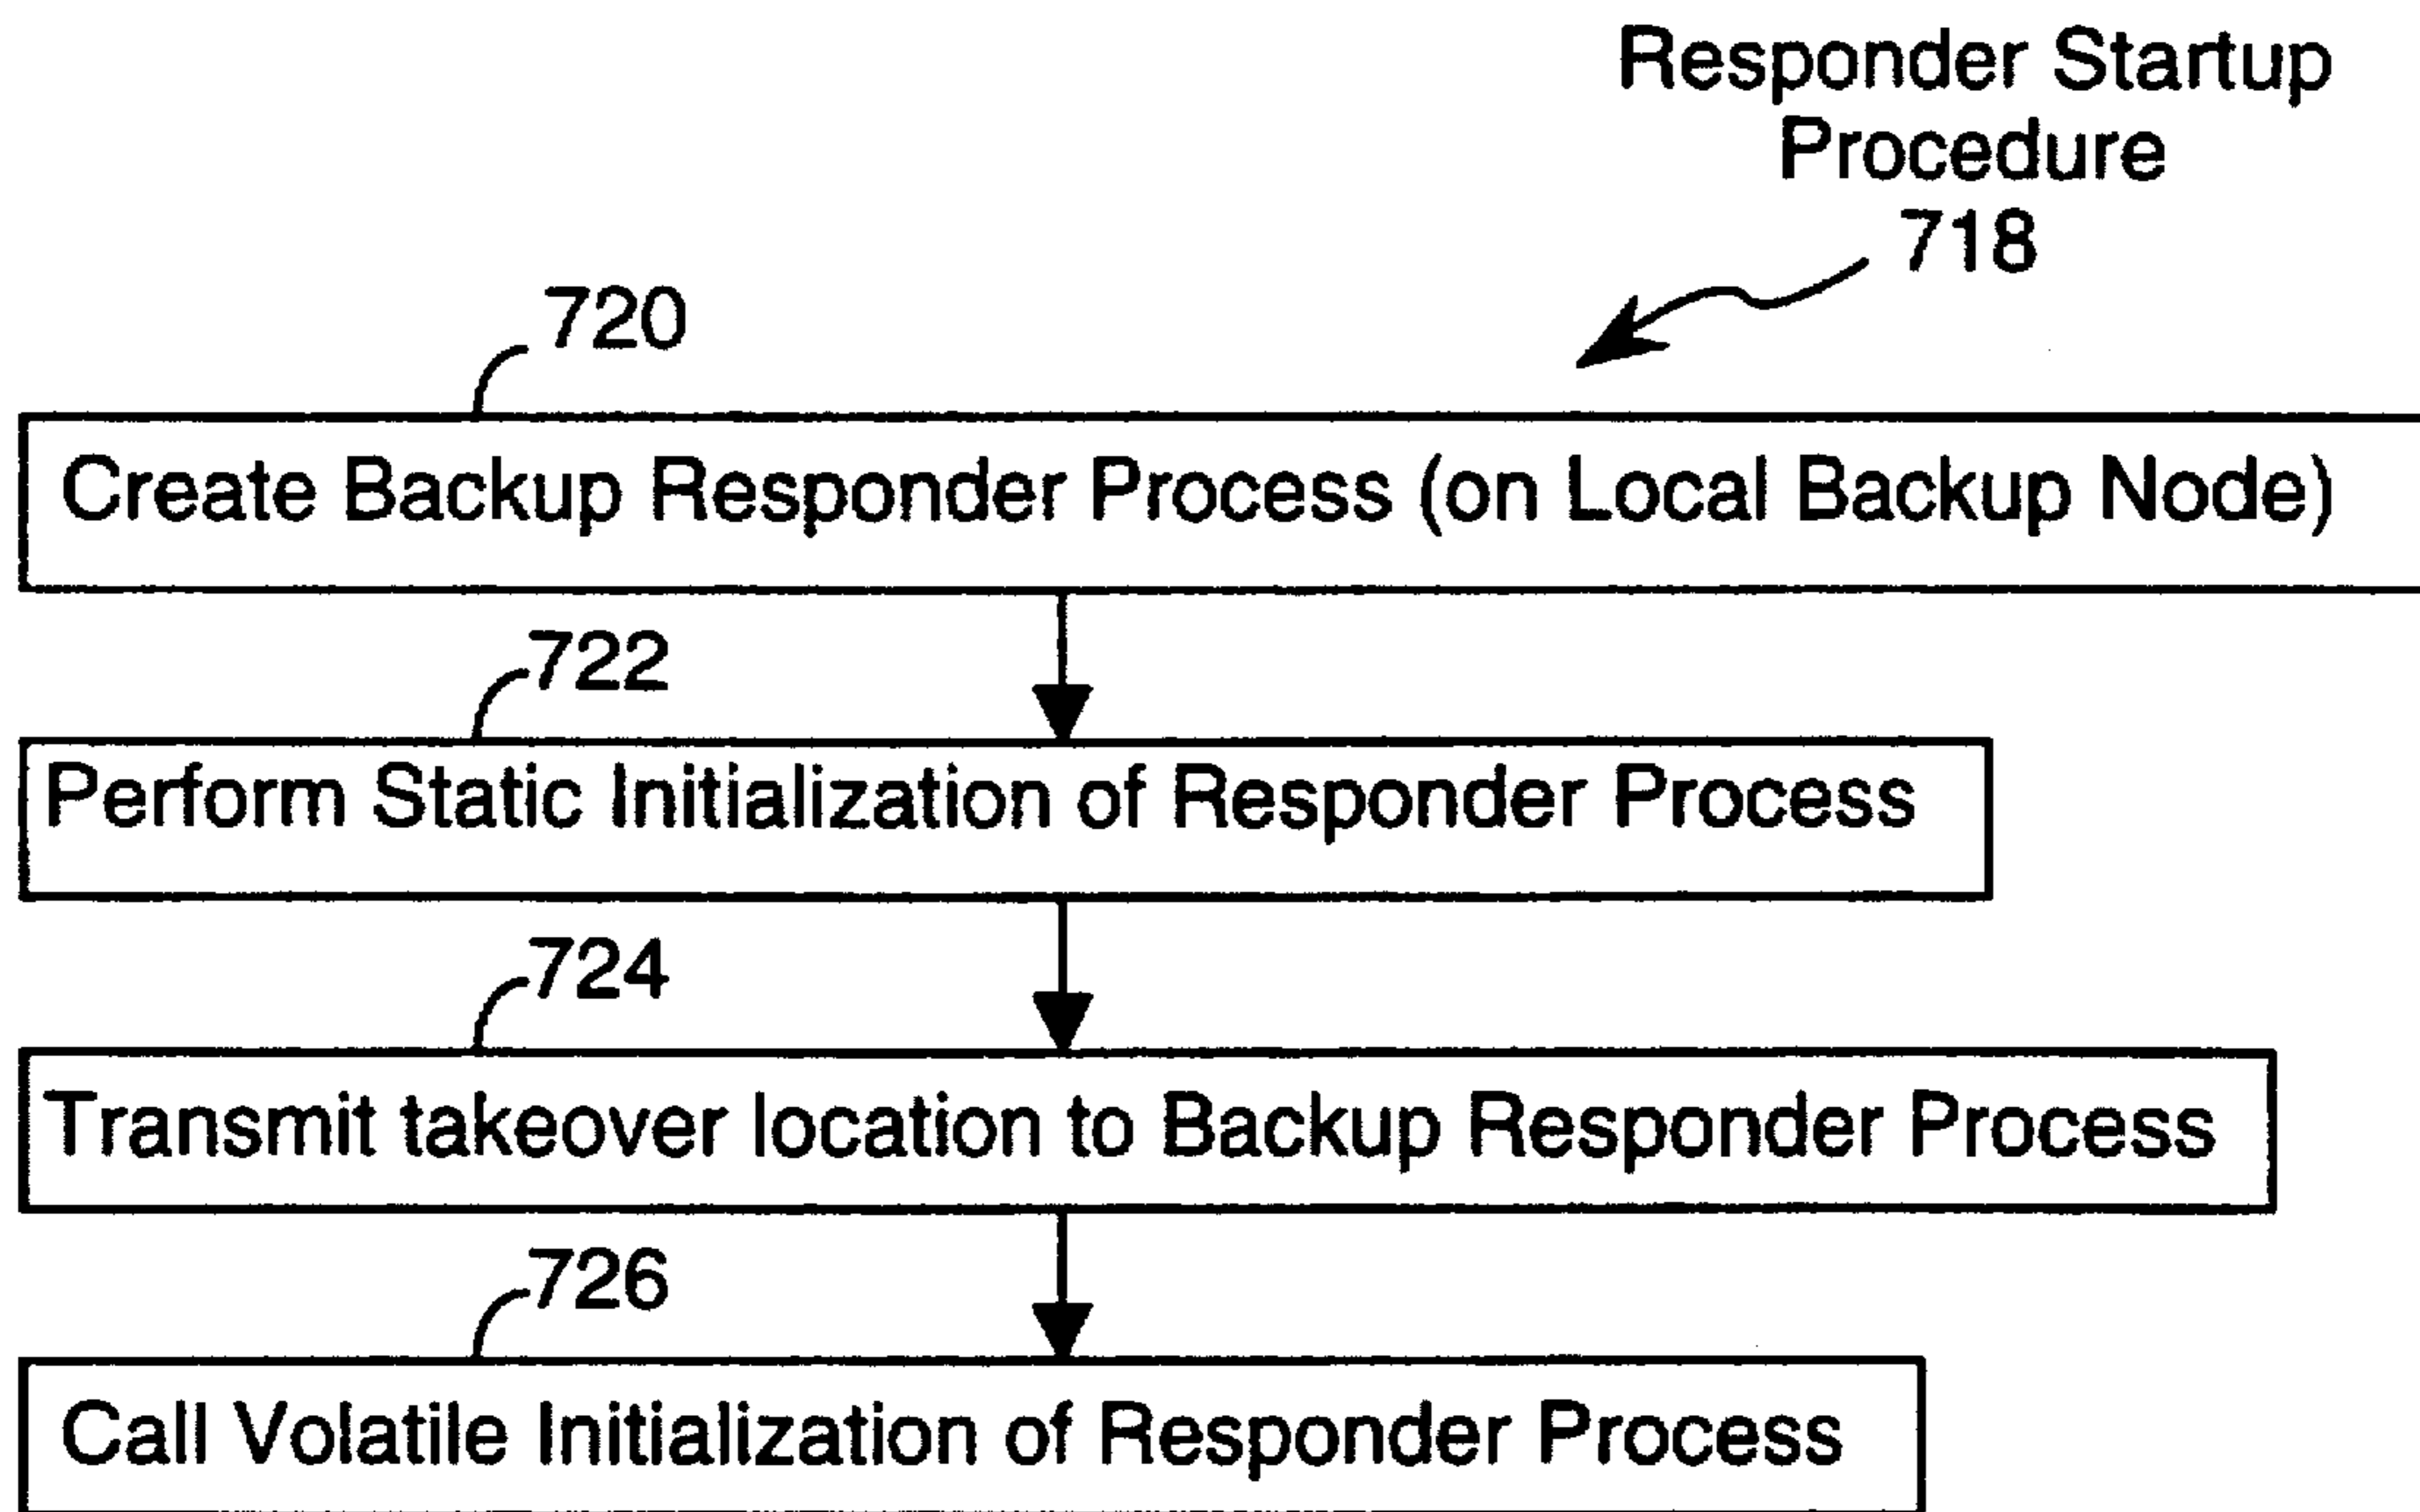 Responder Startup
Procedure
718
720
Create Backup Responder Process (on Local Backup Node)
722
Perform Static Initialization of Responder Process
724
Transmit takeover location to Backup Responder Process
726
Call Volatile Initialization of Responder Process